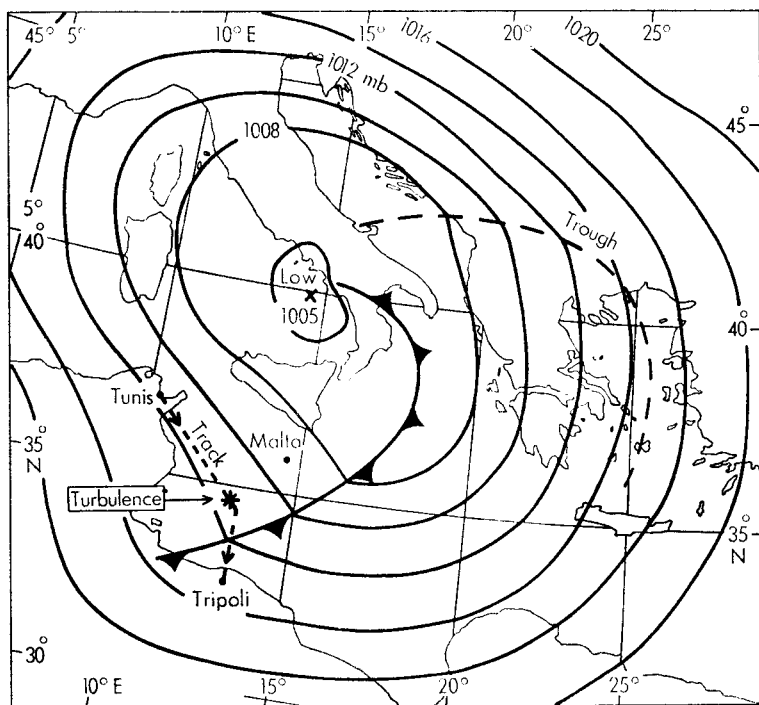 45° 5° 10° E 15° 1016 20° 1020 25°
1012 mb
1008
45°
5°
40°
Trough
Low
1005
40°
Tunis
Track
Malta
35°
N
Turbulence
35°
N
Tripoli
30°
10° E 15° 20° 25°